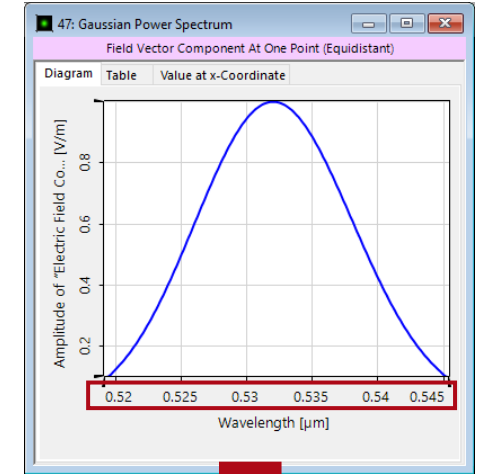 47: Gaussian Power Spectrum
Field Vector Component At One Point (Equidistant)
Diagram Table Value at x-Coordinate
Amplitude of "Electric Field Co... [V/m]
0.8
0.6
0.4
0.2
0.52 0.525 0.53 0.535 0.54 0.545
Wavelength [µm]